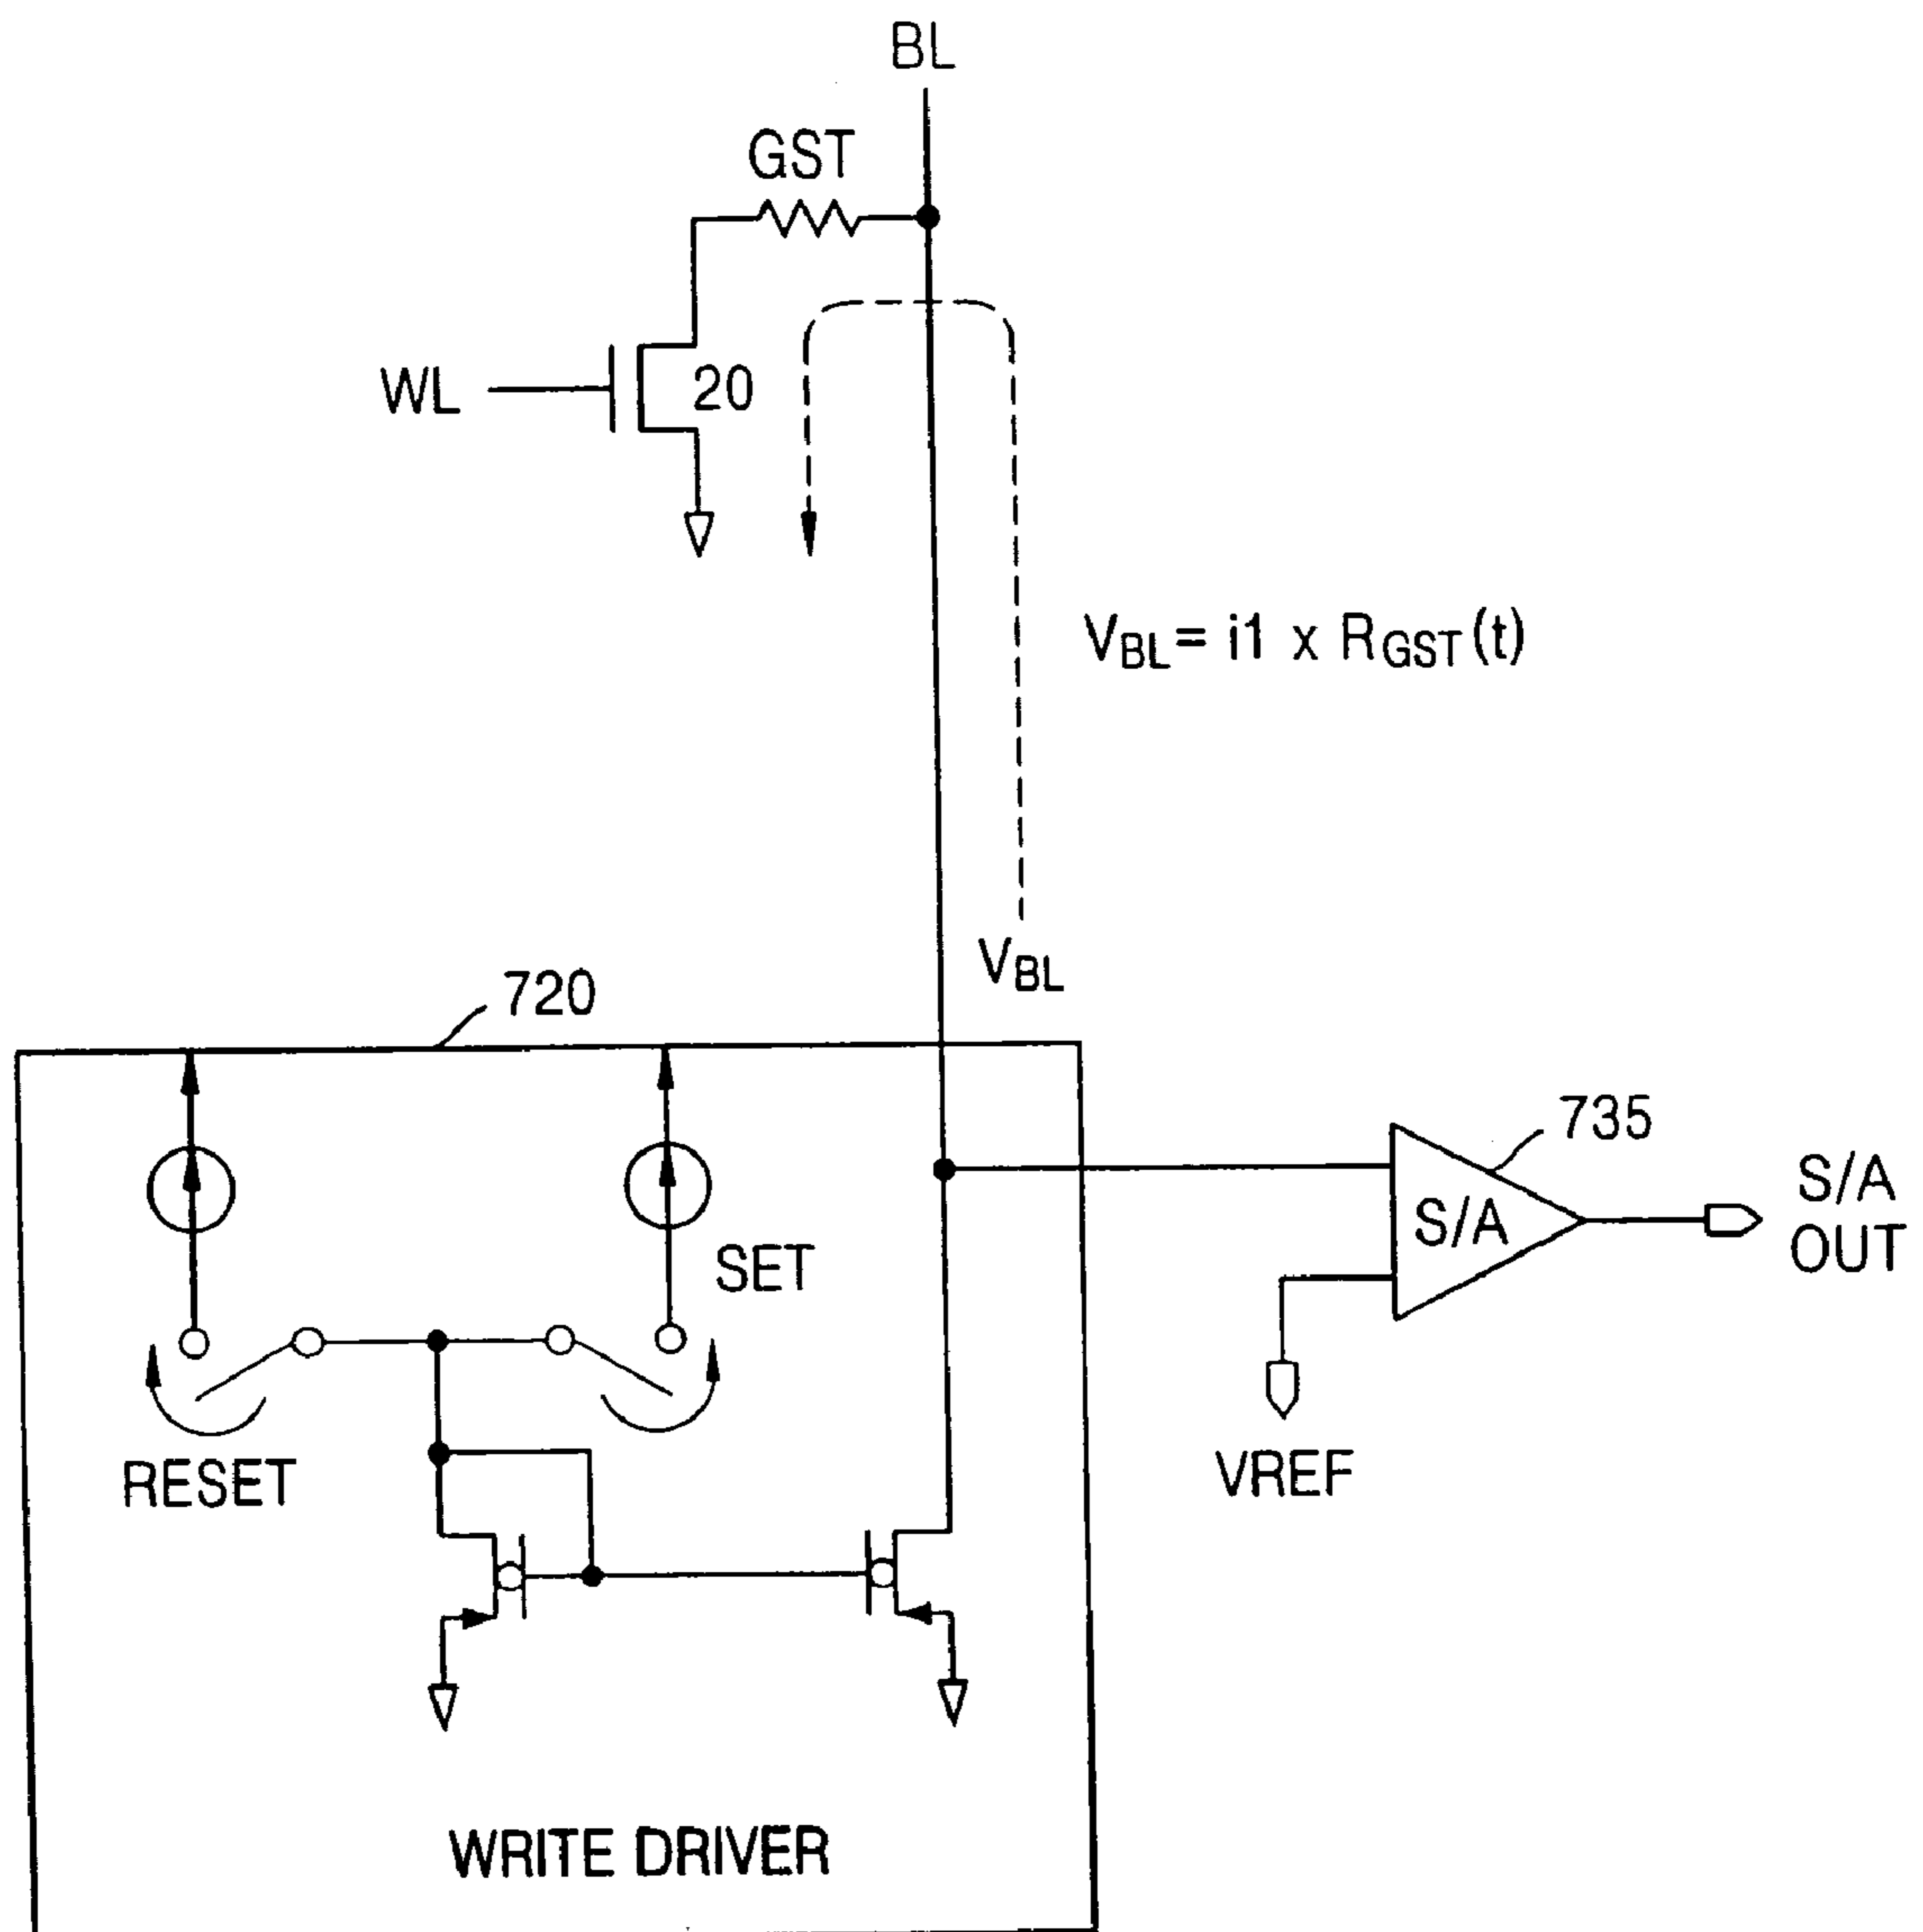 BL
GST
WL
20
VBL = i1 x RGST(t)
VBL
720
735
S/A
S/A
OUT
SET
RESET
VREF
WRITE DRIVER